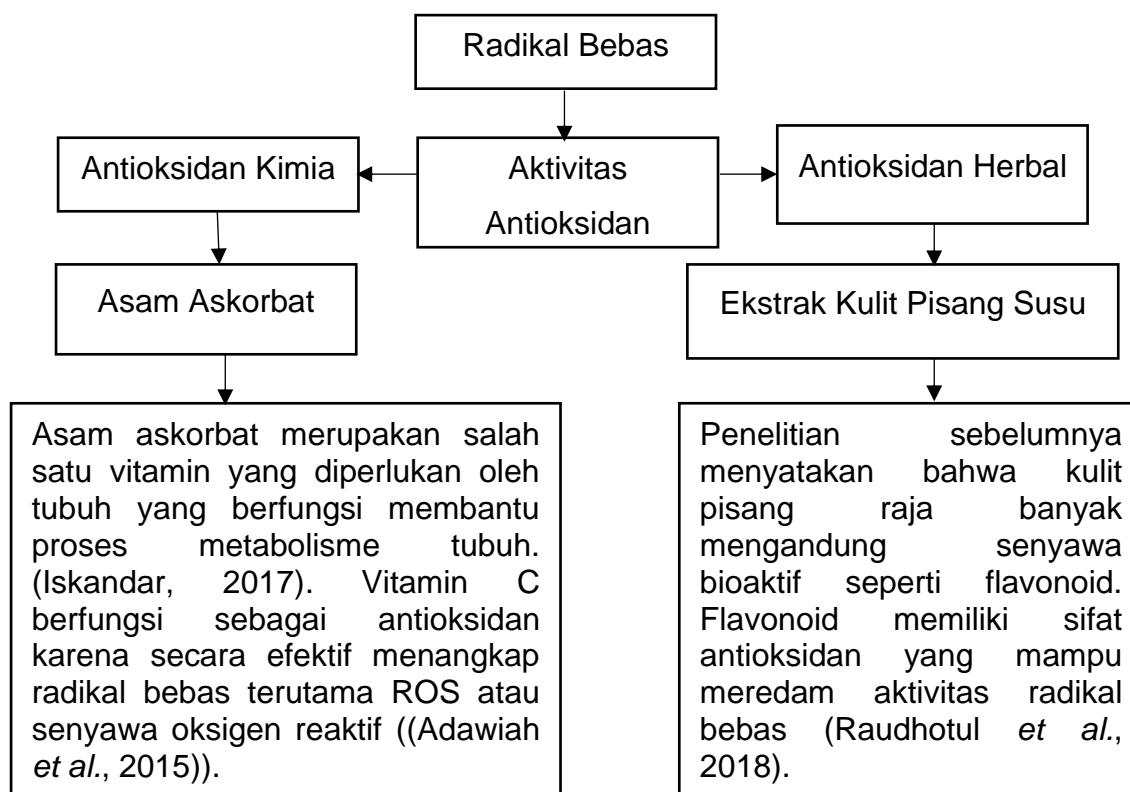 Radikal Bebas
Antioksidan Kimia
Aktivitas
Antioksidan
Antioksidan Herbal
Asam Askorbat
Ekstrak Kulit Pisang Susu
Asam askorbat merupakan salah
satu vitamin yang diperlukan oleh
tubuh yang berfungsi membantu
proses metabolisme tubuh.
(Iskandar, 2017). Vitamin C
berfungsi sebagai antioksidan
karena secara efektif menangkap
radikal bebas terutama ROS atau
senyawa oksigen reaktif ((Adawiah
et al., 2015)).
Penelitian sebelumnya
menyatakan bahwa kulit
pisang raja banyak
mengandung senyawa
bioaktif seperti flavonoid.
Flavonoid memiliki sifat
antioksidan yang mampu
meredam aktivitas radikal
bebas (Raudhotul et al.,
2018).